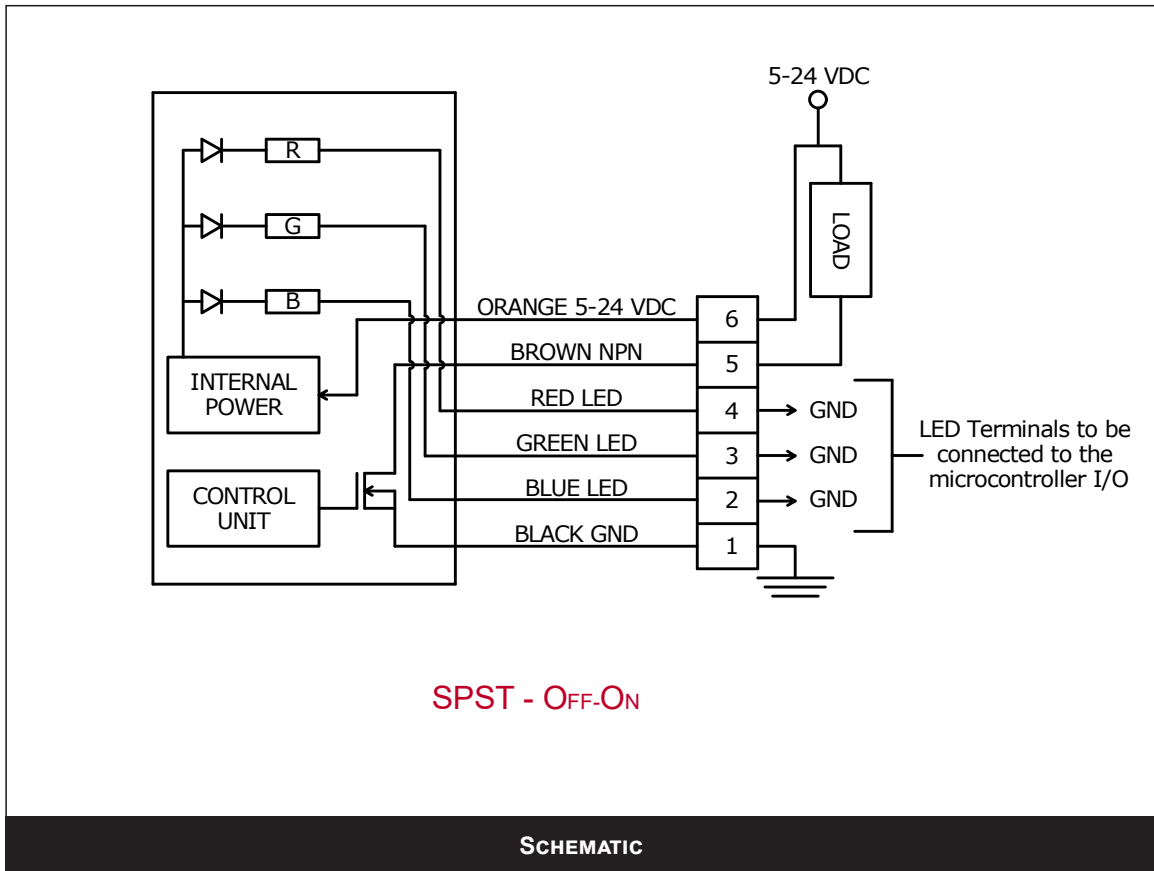 5-24 VDC
R
G
B
LOAD
ORANGE 5-24 VDC
6
BROWN NPN
5
INTERNAL
POWER
RED LED
4
GND
GREEN LED
3
GND
BLUE LED
2
GND
LED Terminals to be
connected to the
microcontroller I/O
CONTROL
UNIT
BLACK GND
1
SPST - OFF-ON
SCHEMATIC